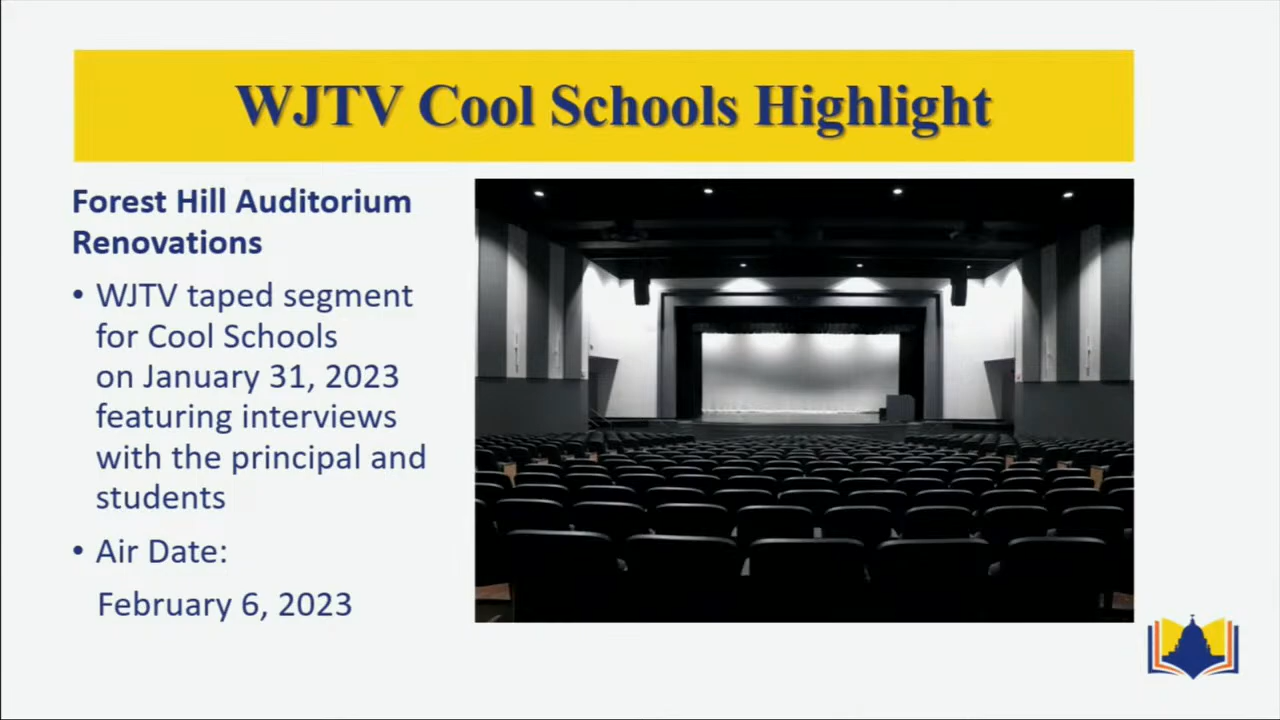 WJTV Cool Schools Highlight
Forest Hill Auditorium
Renovations
• WJTV taped segment
for Cool Schools
on January 31, 2023
featuring interviews
with the principal and
students
• Air Date:
February 6, 2023